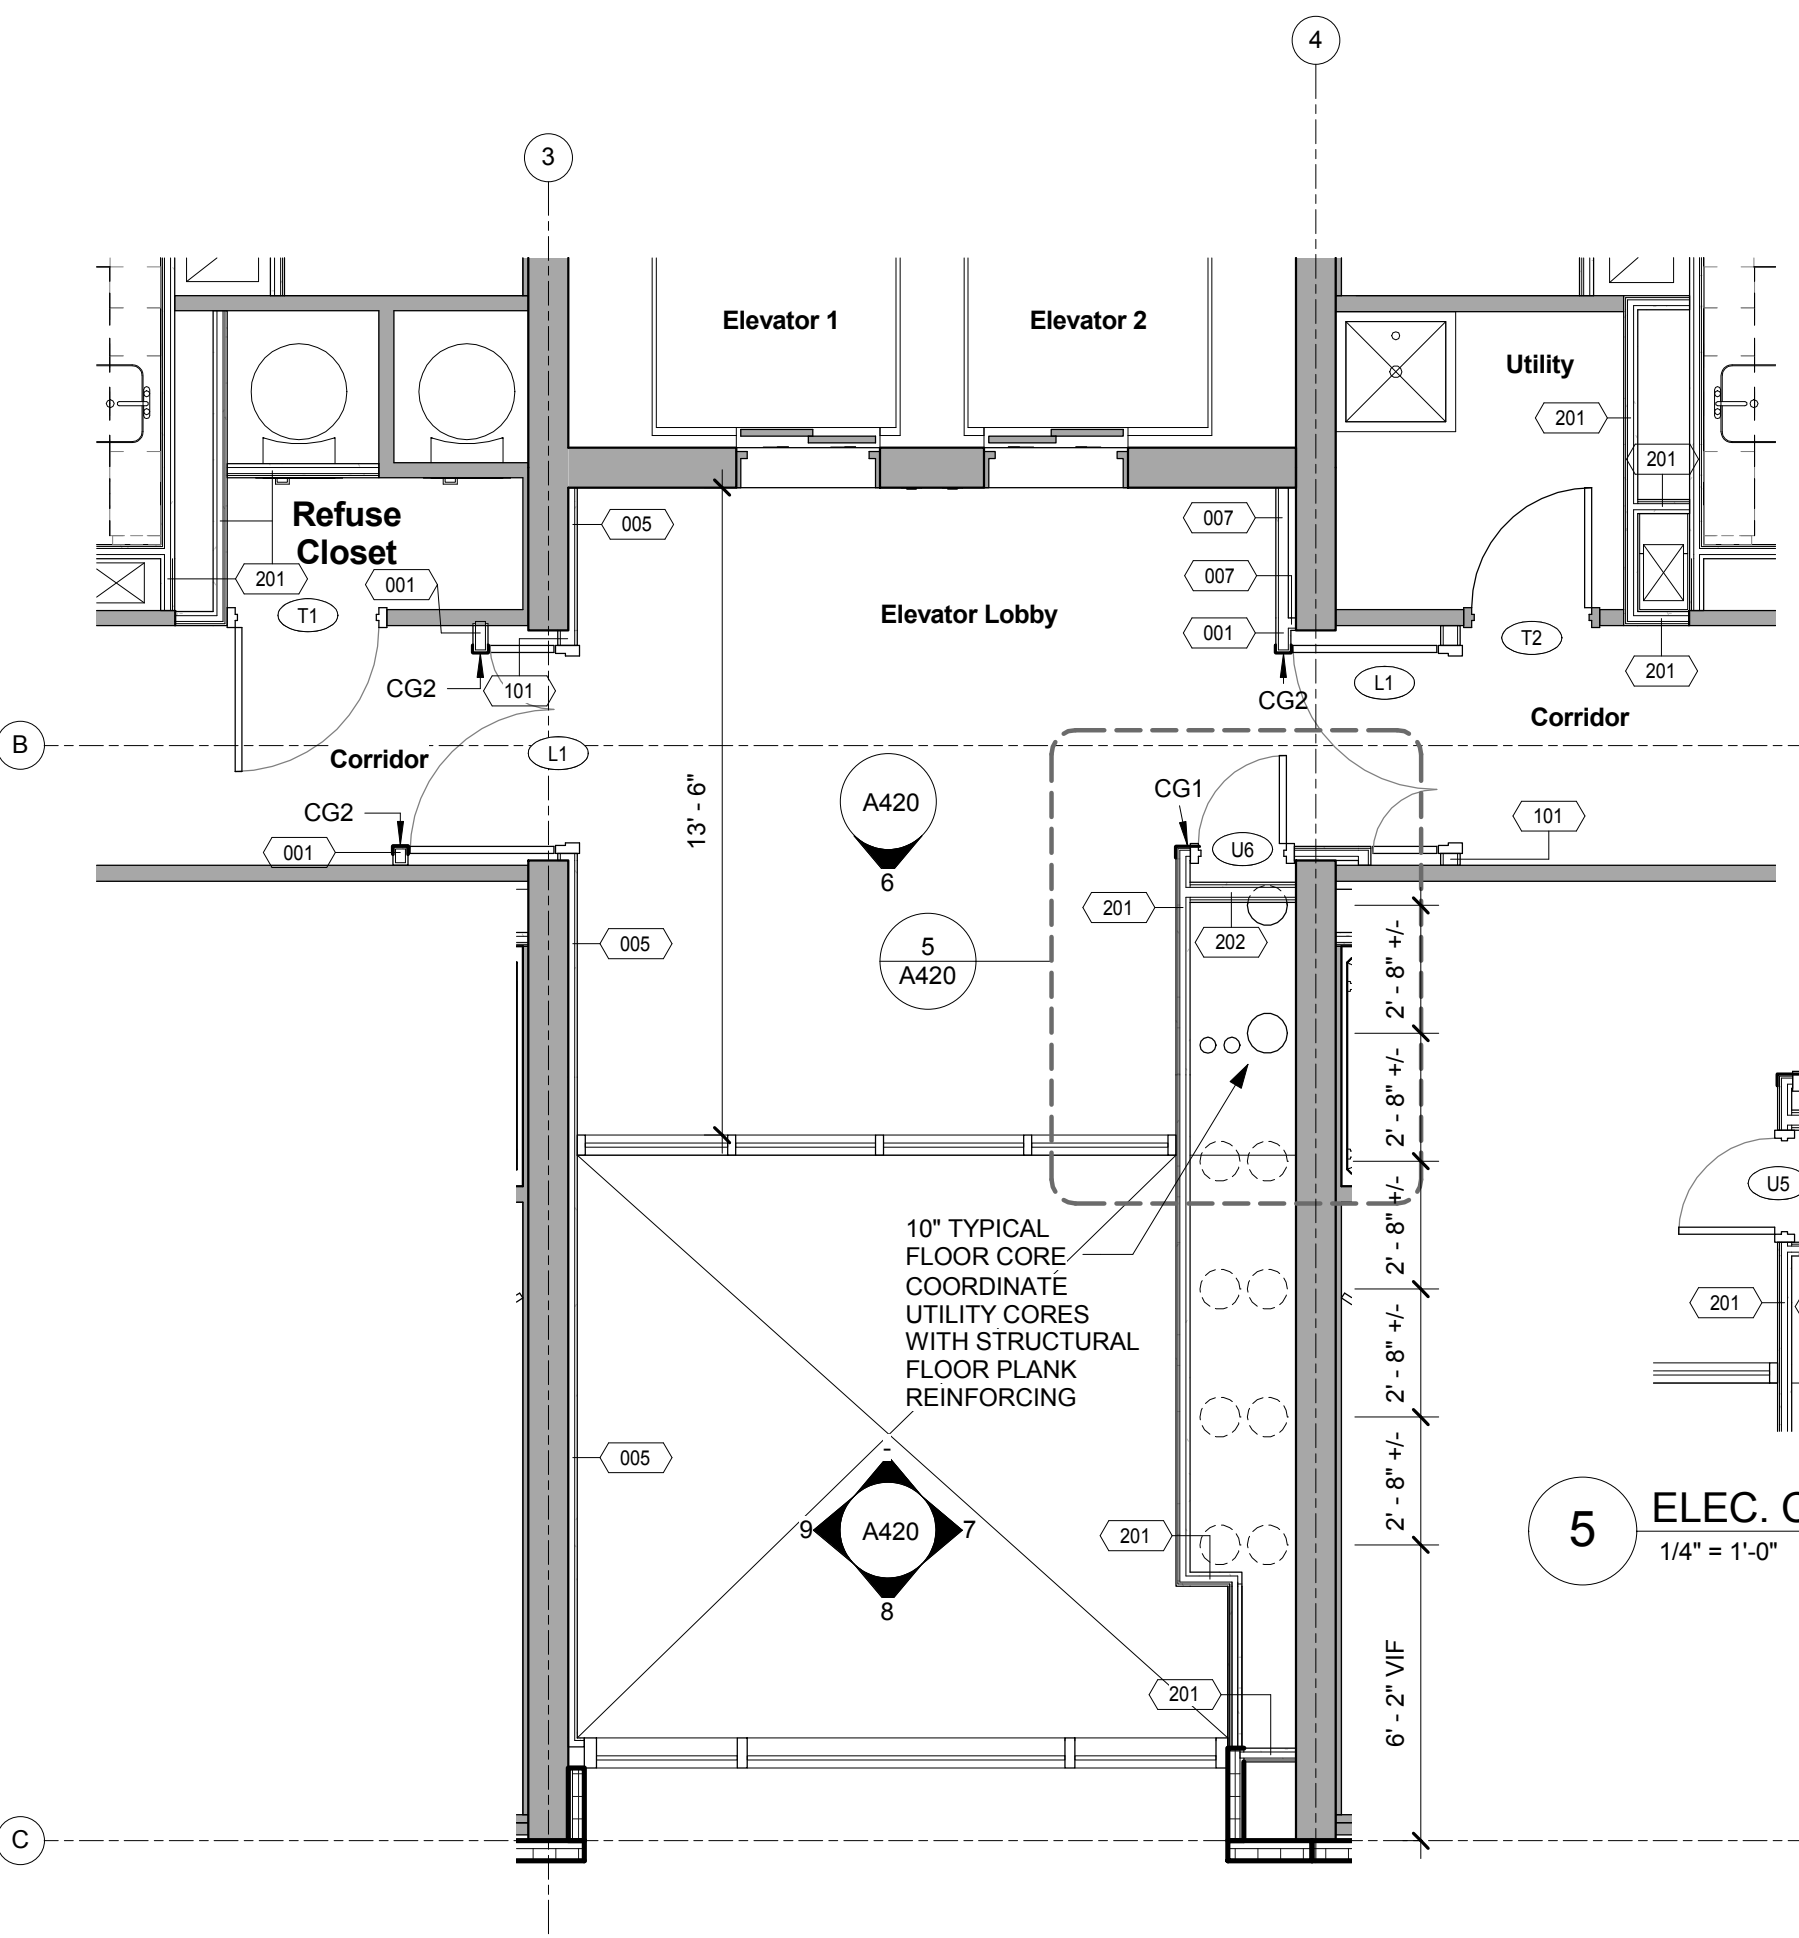 4
3
Elevator 1
Elevator 2
Utility
201
201
Refuse
Closet
005
007
201
001
007
T1
Elevator Lobby
001
T2
CG2
101
L1
201
CG2
Corridor
B
Corridor
L1
13' - 6"
A420
6
CG1
CG2
101
001
U6
201
202
005
5
A420
2' - 8" +/-
2' - 8" +/-
2' - 8" +/-
2' - 8" +/-
2' - 8" +/-
U5
10" TYPICAL
FLOOR CORE
COORDINATE
UTILITY CORES
WITH STRUCTURAL
FLOOR PLANK
REINFORCING
201
005
-
9
A420
7
8
201
5
ELEC. C
1/4" = 1'-0"
201
6' - 2" VIF
C